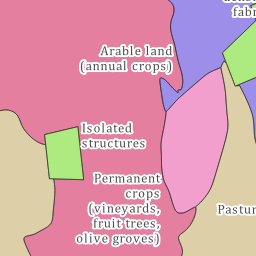 fabr
Arable land
(annual crops)
Isolated
structures
Permanent
crops
(vineyards,
fruit trees,
olive groves)
Pastur